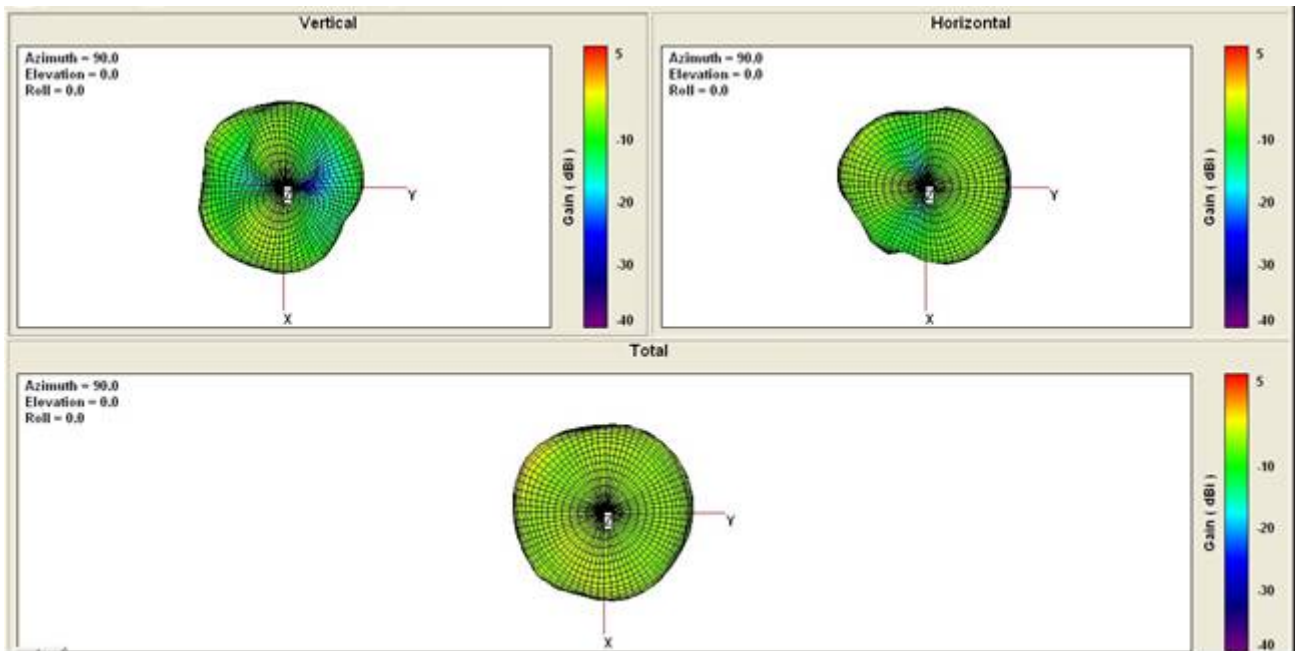 Vertical
Azimuth = 90.0
Elevation = 0.0
Roll = 0.0
Y
X
5
-10
-20
-30
-40
Gain ( dBi )
Horizontal
Azimuth = 90.0
Elevation = 0.0
Roll = 0.0
Y
X
5
-10
-20
-30
-40
Gain ( dBi )
Total
Azimuth = 90.0
Elevation = 0.0
Roll = 0.0
Y
X
5
-10
-20
-30
-40
Gain ( dBi )